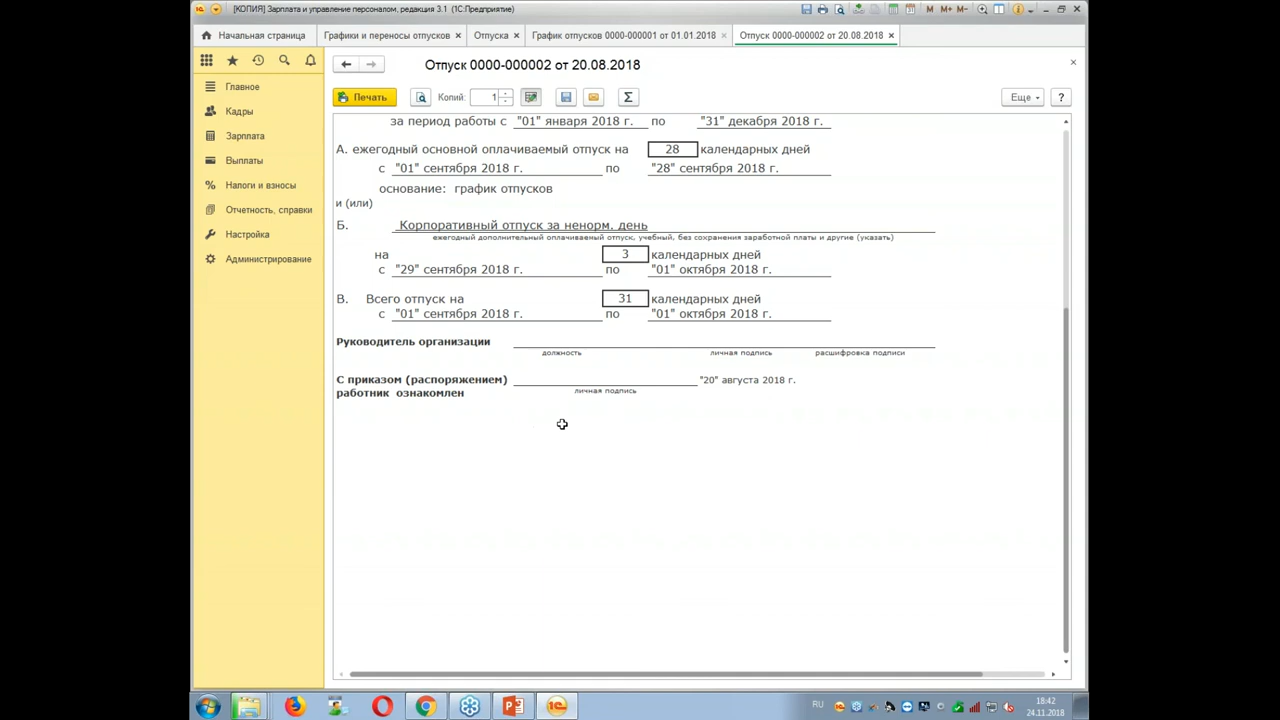 [КОПИЯ] Зарплата и управление персоналом, редакция 3.1 (1С:Предприятие)
M M+ M-
Начальная страница
Графики и переносы отпусков ×
Отпуска ×
График отпусков 0000-000001 от 01.01.2018 ×
Отпуск 0000-000002 от 20.08.2018 ×
Отпуск 0000-000002 от 20.08.2018
Печать
Копий: 1
Σ
Еще
?
Главное
Кадры
Зарплата
Выплаты
Налоги и взносы
Отчетность, справки
Настройка
Администрирование
за период работы с "01" января 2018 г. по "31" декабря 2018 г.
А. ежегодный основной оплачиваемый отпуск на 28 календарных дней
с "01" сентября 2018 г. по "28" сентября 2018 г.
основание: график отпусков
и (или)
Б. Корпоративный отпуск за ненорм. день
ежегодный дополнительный оплачиваемый отпуск, учебный, без сохранения заработной платы и другие (указать)
на 3 календарных дней
с "29" сентября 2018 г. по "01" октября 2018 г.
В. Всего отпуск на 31 календарных дней
с "01" сентября 2018 г. по "01" октября 2018 г.
Руководитель организации
должность личная подпись расшифровка подписи
С приказом (распоряжением) "20" августа 2018 г.
работник ознакомлен личная подпись
RU
18:42
24.11.2018